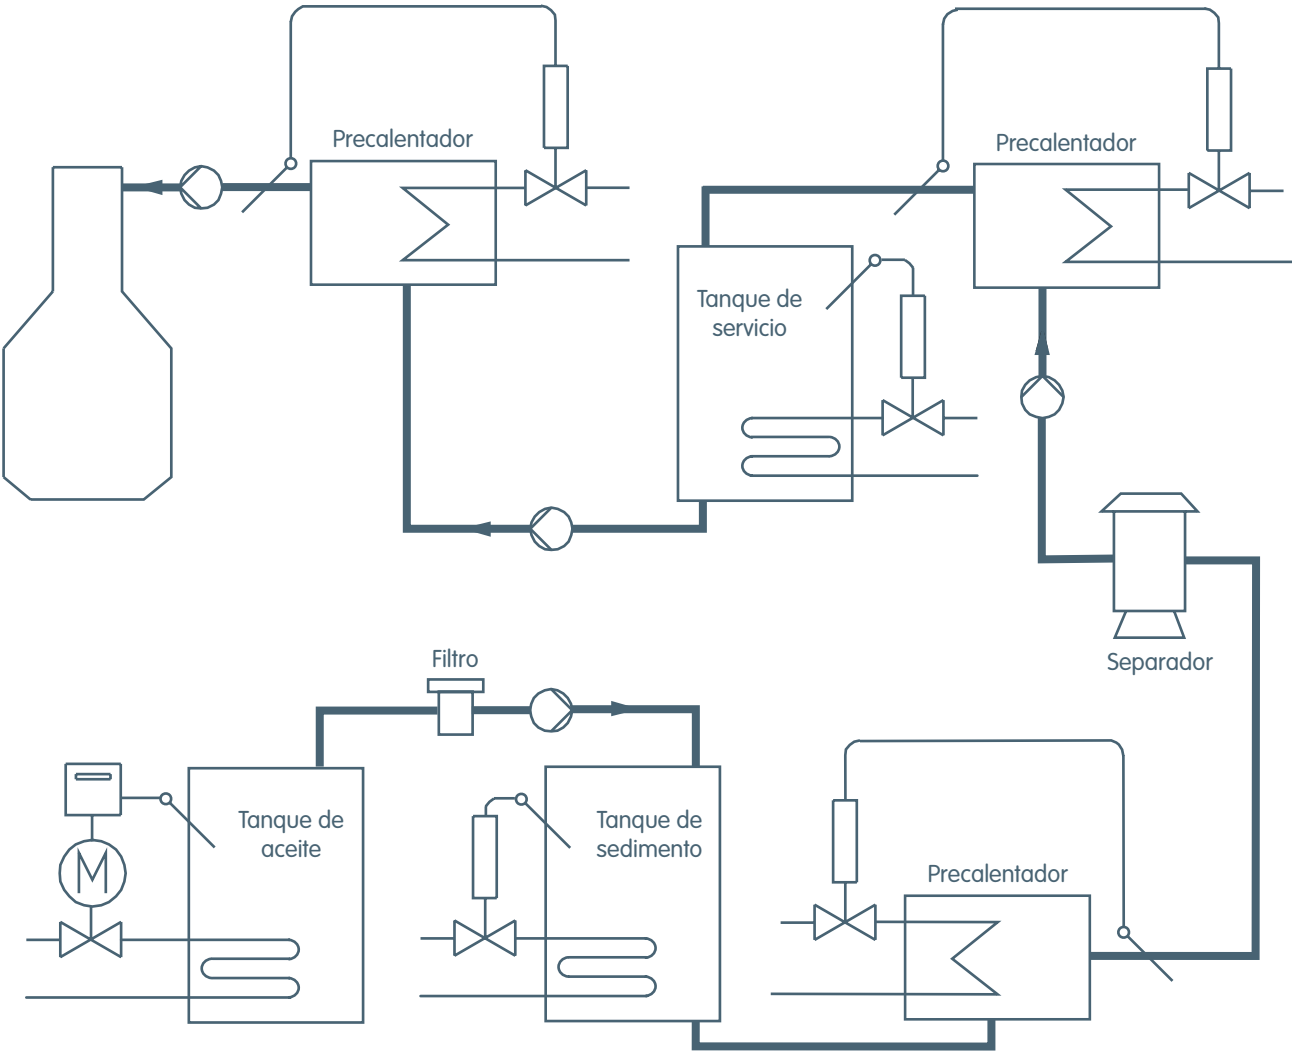 Precalentador
Precalentador
Tanque de
servicio
Separador
Filtro
Tanque de
aceite
Tanque de
sedimento
Precalentador
M